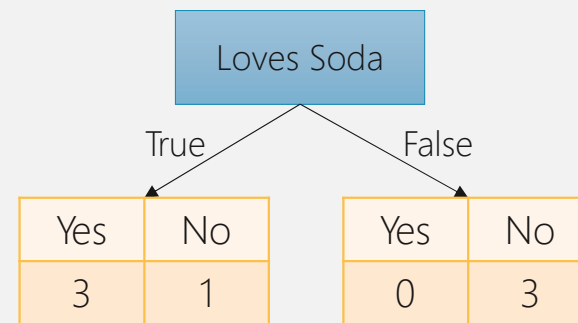 Loves Soda
True False
Yes No Yes No
3 1 0 3